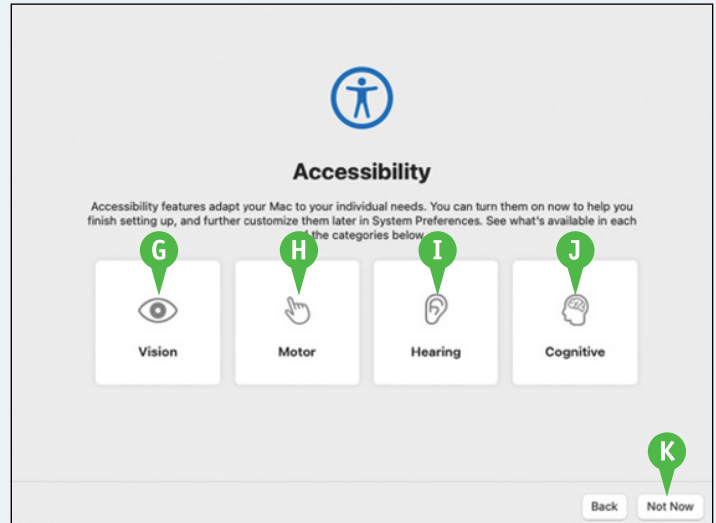 Accessibility
Accessibility features adapt your Mac to your individual needs. You can turn them on now to help you
finish setting up, and further customize them later in System Preferences. See what's available in each
the categories below
G H I J
Vision Motor Hearing Cognitive
K
Back Not Now